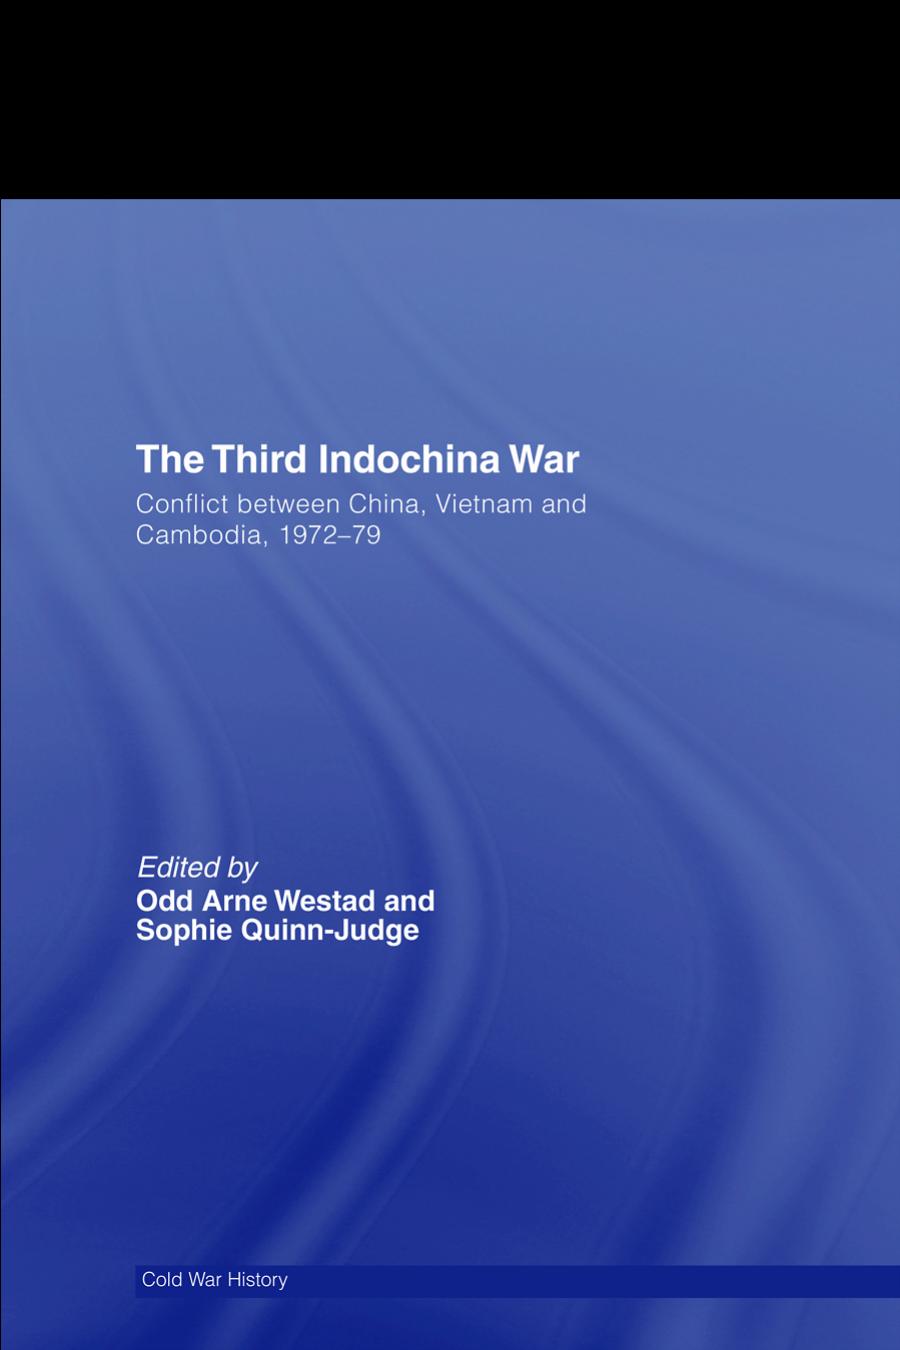 The Third Indochina War
Conflict between China, Vietnam and
Cambodia, 1972–79
Edited by
Odd Arne Westad and
Sophie Quinn-Judge
Cold War History